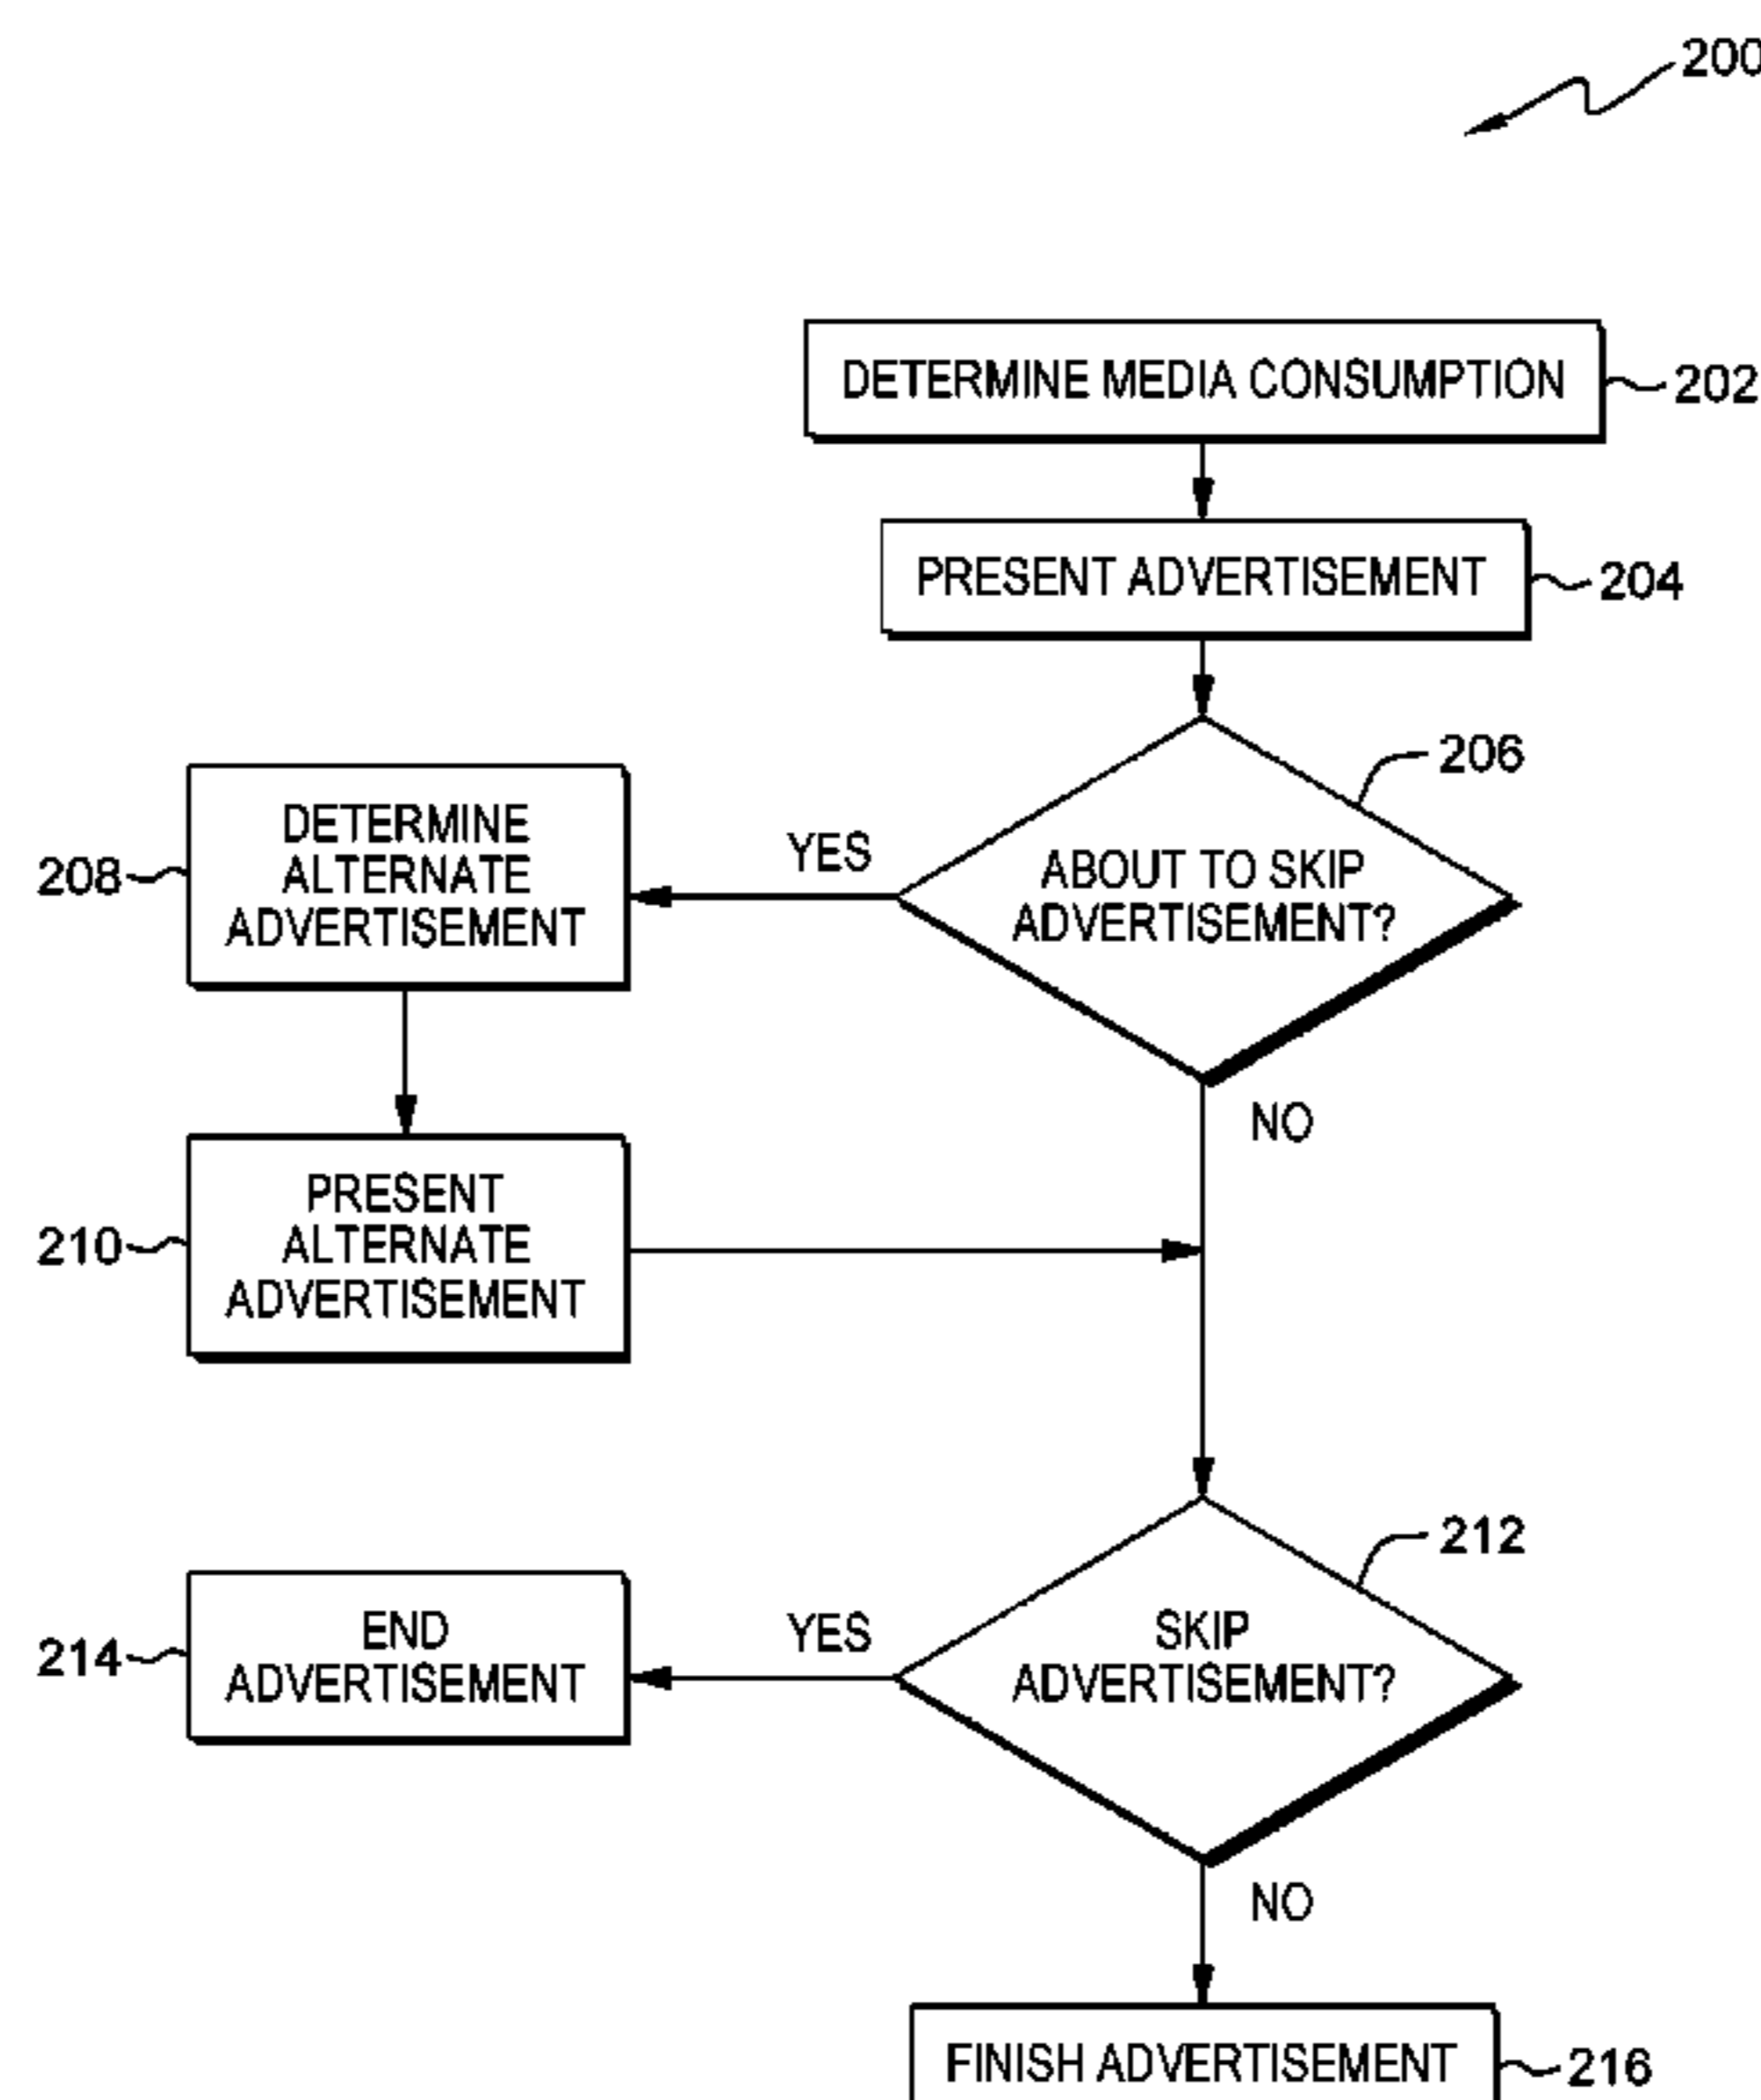 200
DETERMINE MEDIA CONSUMPTION
202
PRESENT ADVERTISEMENT
204
206
ABOUT TO SKIP
ADVERTISEMENT?
YES
NO
DETERMINE
ALTERNATE
ADVERTISEMENT
208
PRESENT
ALTERNATE
ADVERTISEMENT
210
212
SKIP
ADVERTISEMENT?
YES
NO
END
ADVERTISEMENT
214
FINISH ADVERTISEMENT
216